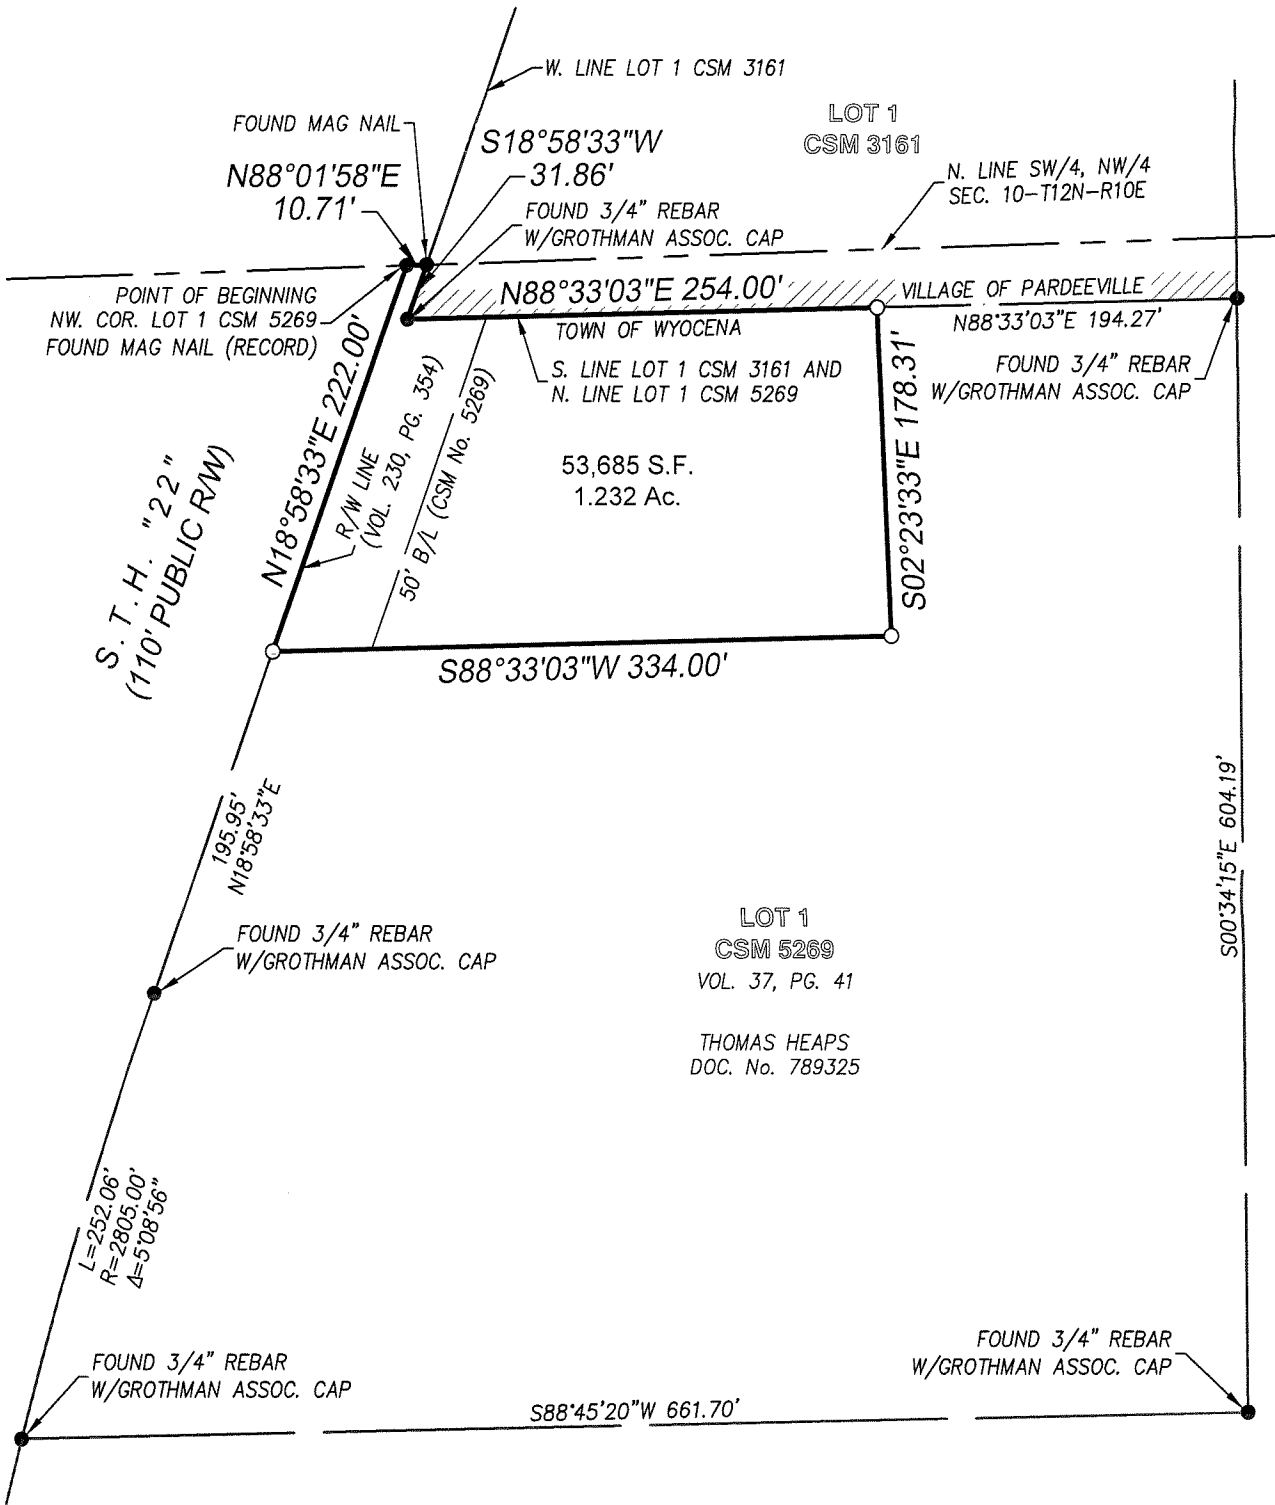 W. LINE LOT 1 CSM 3161
FOUND MAG NAIL
LOT 1
CSM 3161
S18°58'33"W
31.86'
N88°01'58"E
10.71'
N. LINE SW/4, NW/4
SEC. 10-T12N-R10E
FOUND 3/4" REBAR
W/GROTHMAN ASSOC. CAP
POINT OF BEGINNING
NW. COR. LOT 1 CSM 5269
FOUND MAG NAIL (RECORD)
N88°33'03"E 254.00'
VILLAGE OF PARDEEVILLE
TOWN OF WYOCENA
N88°33'03"E 194.27'
S. LINE LOT 1 CSM 3161 AND
N. LINE LOT 1 CSM 5269
FOUND 3/4" REBAR
W/GROTHMAN ASSOC. CAP
N18°58'33"E 222.00'
R/W LINE
(VOL. 230, PG. 354)
50' B/L (CSM No. 5269)
53,685 S.F.
1.232 Ac.
S02°23'33"E 178.31'
S. T. H. "22"
(110' PUBLIC R/W)
S88°33'03"W 334.00'
195.95'
N18°58'33"E
S00°34'15"E 604.19'
FOUND 3/4" REBAR
W/GROTHMAN ASSOC. CAP
LOT 1
CSM 5269
VOL. 37, PG. 41
THOMAS HEAPS
DOC. No. 789325
L=252.06'
R=2805.00'
Δ=5°08'56"
FOUND 3/4" REBAR
W/GROTHMAN ASSOC. CAP
FOUND 3/4" REBAR
W/GROTHMAN ASSOC. CAP
S88°45'20"W 661.70'